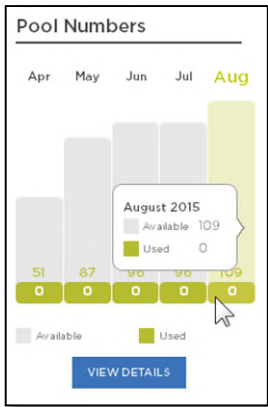 Pool Numbers
Apr May Jun Jul Aug
August 2015
Available 109
Used 0
51 87 96 96 109
0 0 0 0 0
Available Used
VIEW DETAILS